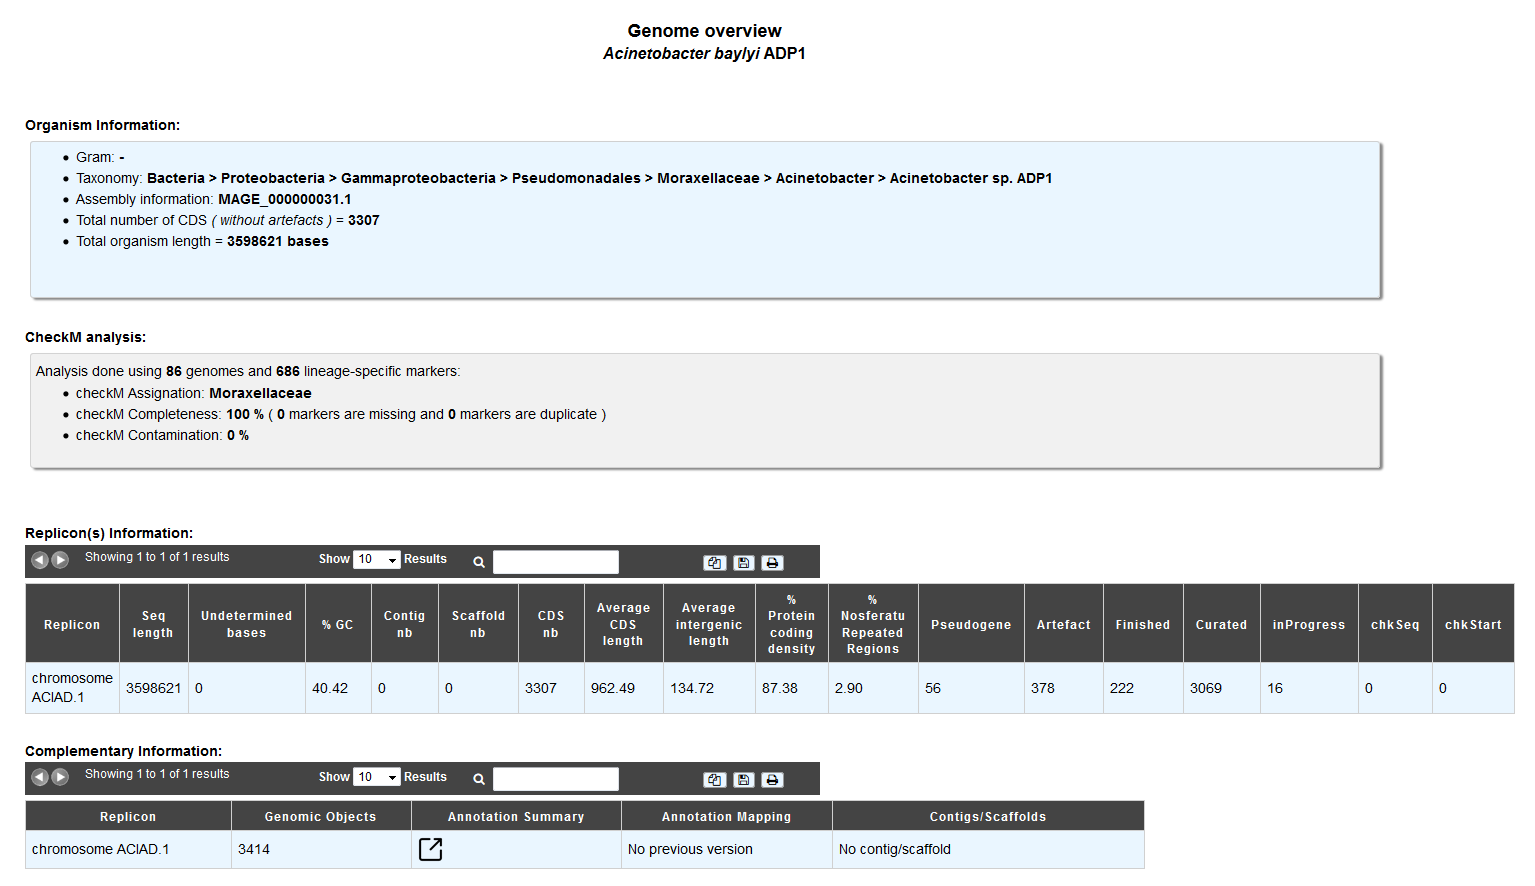 Genome overview
Acinetobacter baylyi ADP1
Organism Information:
Gram: -
Taxonomy: Bacteria > Proteobacteria > Gammaproteobacteria > Pseudomonadales > Moraxellaceae > Acinetobacter > Acinetobacter sp. ADP1
Assembly information: MAGE_000000031.1
Total number of CDS ( without artefacts ) = 3307
Total organism length = 3598621 bases
CheckM analysis:
Analysis done using 86 genomes and 686 lineage-specific markers:
checkM Assignation: Moraxellaceae
checkM Completeness: 100 % ( 0 markers are missing and 0 markers are duplicate )
checkM Contamination: 0 %
Replicon(s) Information:
Showing 1 to 1 of 1 results Show 10 Results
Replicon
Seq
length
Undetermined
bases
% GC
Contig
nb
Scaffold
nb
CDS
nb
Average
CDS
length
Average
intergenic
length
%
Protein
coding
density
%
Nosferatu
Repeated
Regions
Pseudogene
Artefact
Finished
Curated
inProgress
chkSeq
chkStart
chromosome
ACIAD.1
3598621
0
40.42
0
0
3307
962.49
134.72
87.38
2.90
56
378
222
3069
16
0
0
Complementary Information:
Showing 1 to 1 of 1 results Show 10 Results
Replicon Genomic Objects Annotation Summary Annotation Mapping Contigs/Scaffolds
chromosome ACIAD.1 3414 No previous version No contig/scaffold